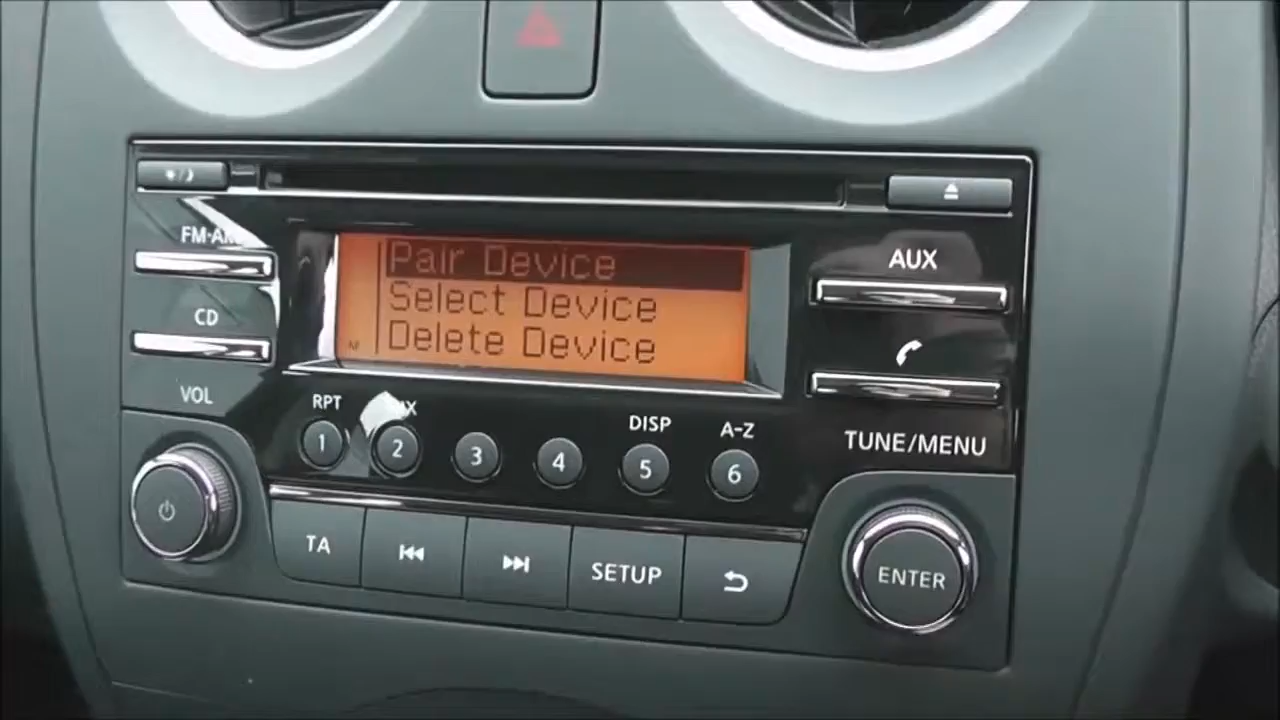 FM-AM
AUX
CD
Pair Device
Select Device
Delete Device
VOL
RPT
DISP
A-Z
TUNE/MENU
1
2
3
4
5
6
TA
SETUP
ENTER